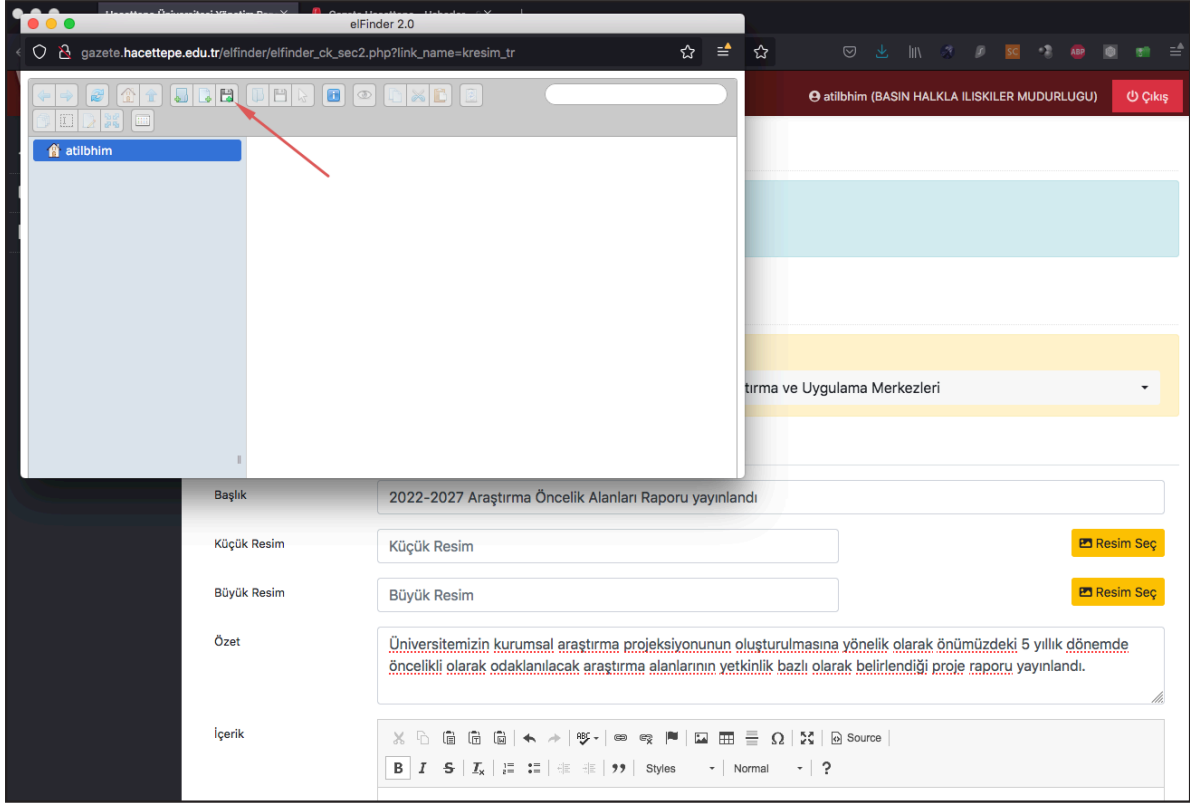 elFinder 2.0
gazete.hacettepe.edu.tr/elfinder/elfinder_ck_sec2.php?link_name=kresim_tr
SC
ABP
atilbhim (BASIN HALKLA ILISKILER MUDURLUGU)
Çıkış
atilbhim
tırma ve Uygulama Merkezleri
Başlık
2022-2027 Araştırma Öncelik Alanları Raporu yayınlandı
Küçük Resim
Küçük Resim
Resim Seç
Büyük Resim
Büyük Resim
Resim Seç
Özet
Üniversitemizin kurumsal araştırma projeksiyonunun oluşturulmasına yönelik olarak önümüzdeki 5 yıllık dönemde
öncelikli olarak odaklanılacak araştırma alanlarının yetkinlik bazlı olarak belirlendiği proje raporu yayınlandı.
İçerik
Source
B I S Ix
Styles
Normal
?